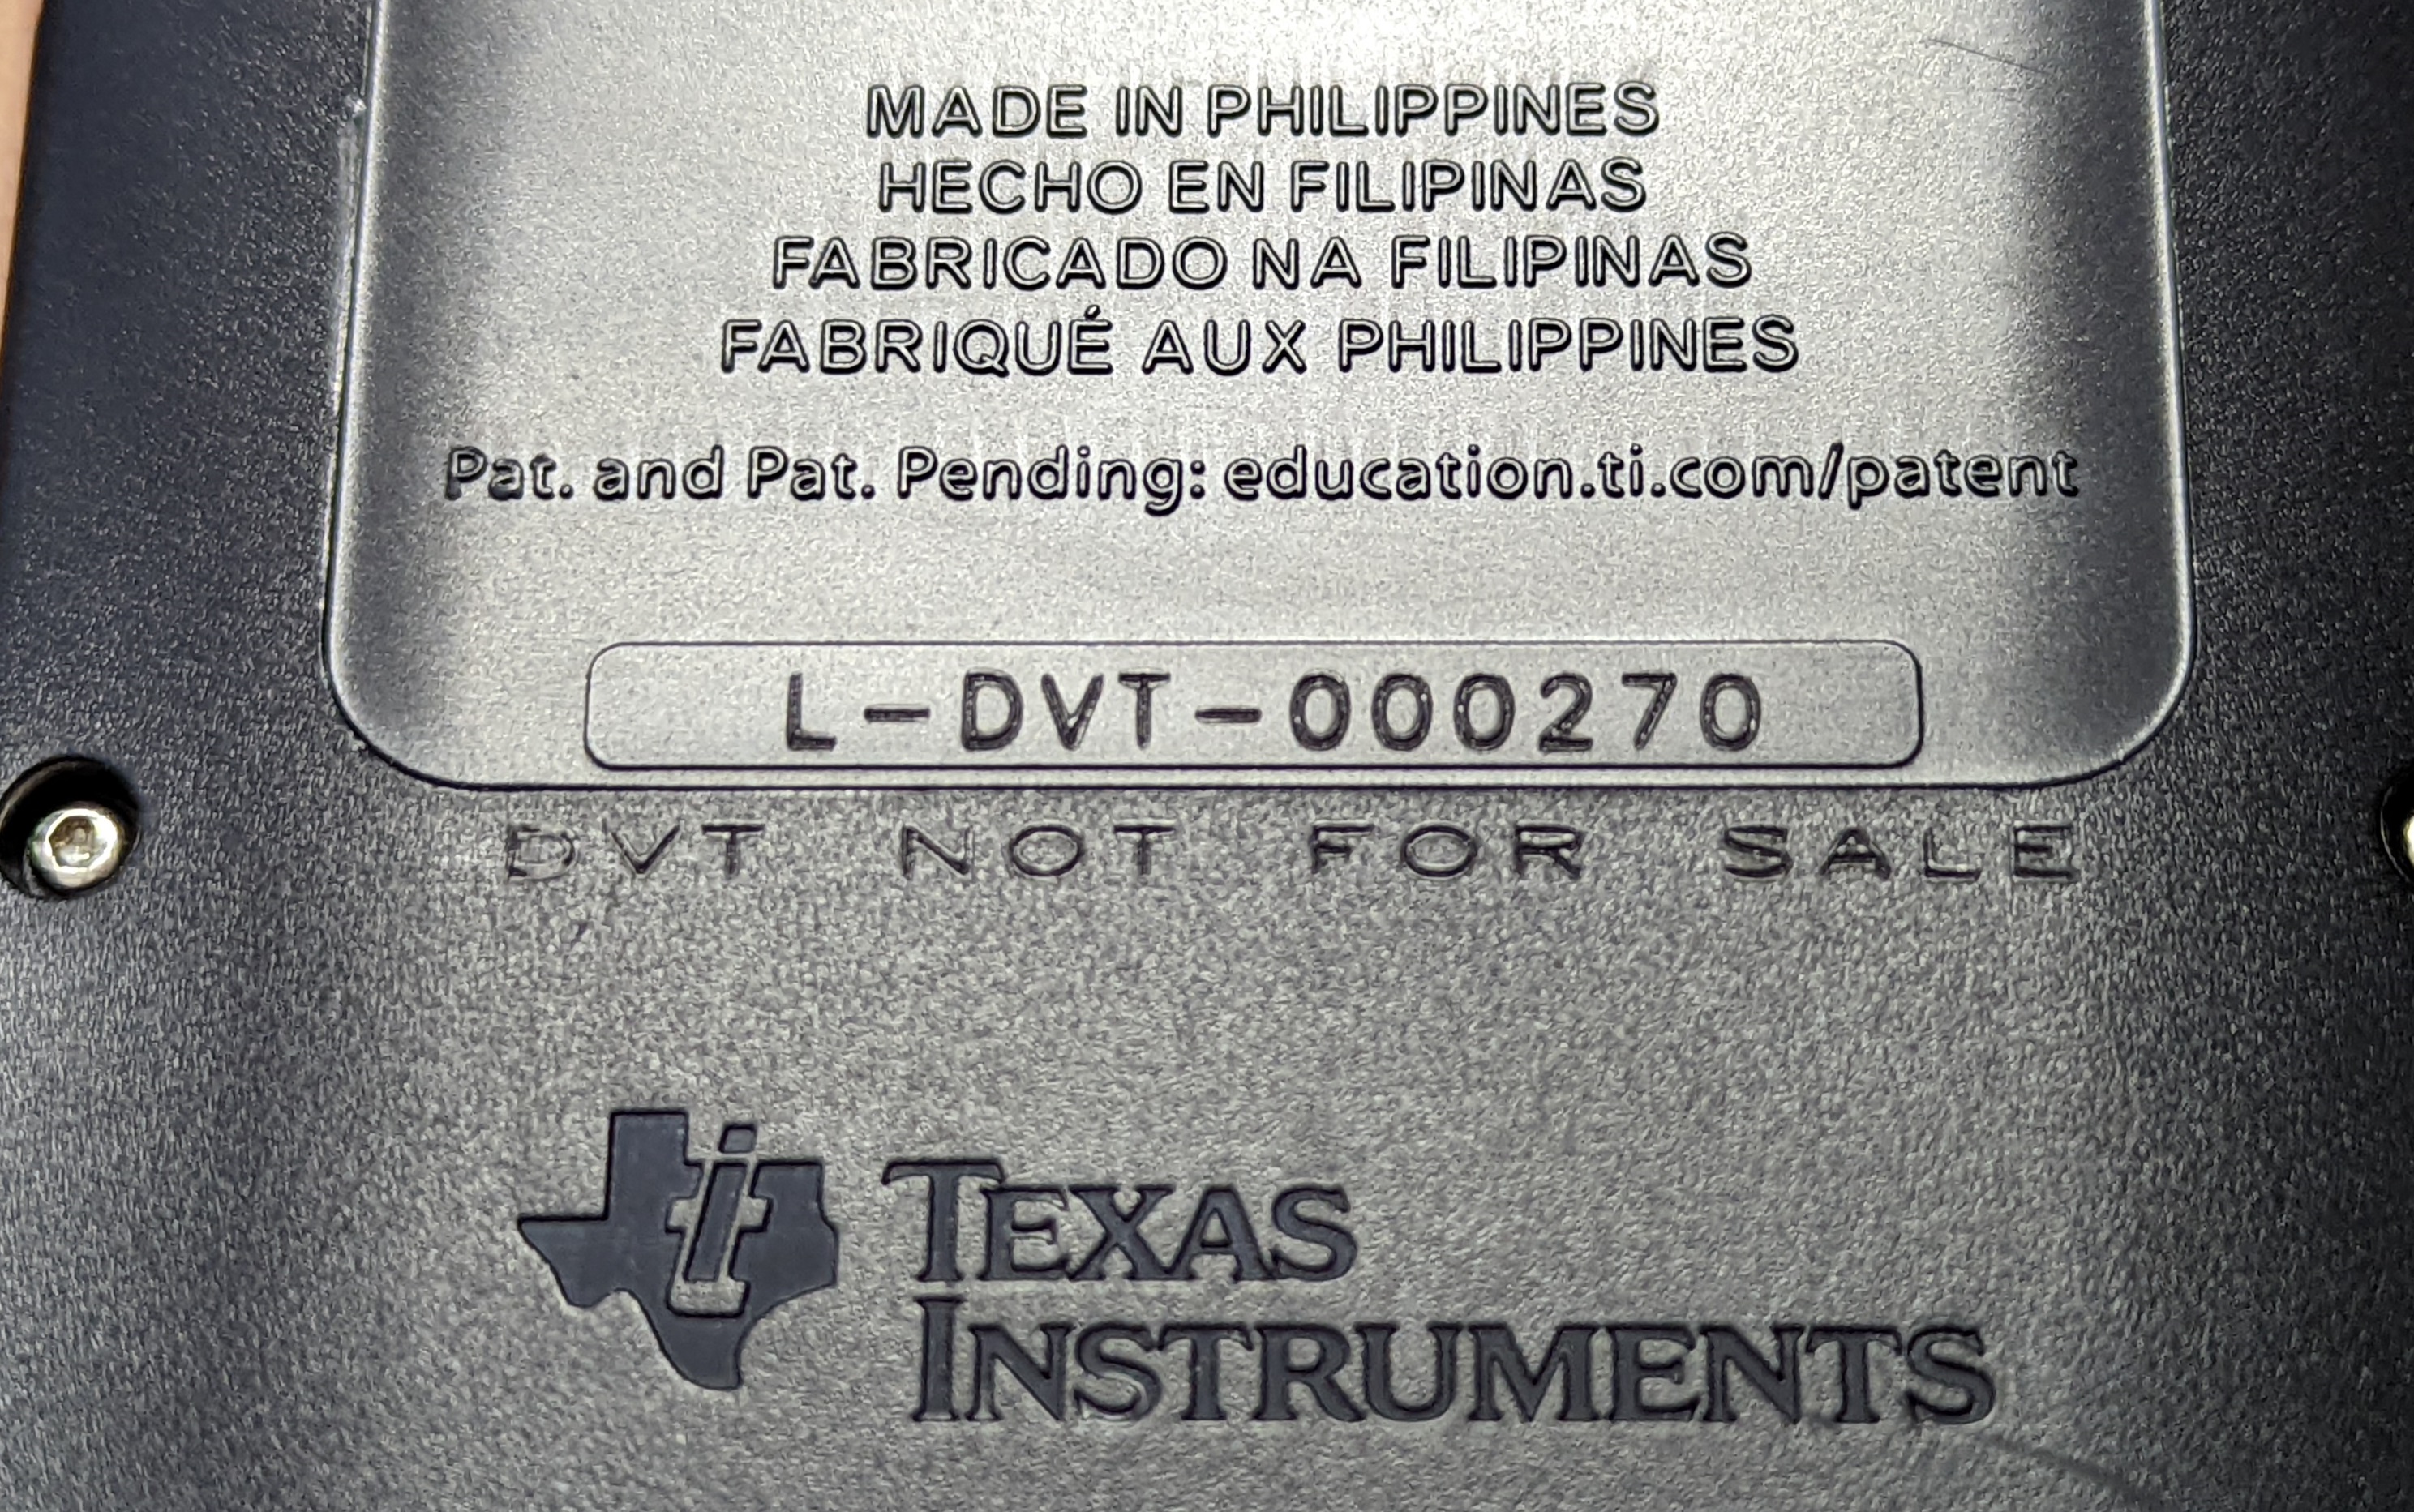 MADE IN PHILIPPINES
HECHO EN FILIPINAS
FABRICADO NA FILIPINAS
FABRIQUÉ AUX PHILIPPINES
Pat. and Pat. Pending: education.ti.com/patent
L-DVT-000270
DVT NOT FOR SALE
ti
TEXAS
INSTRUMENTS